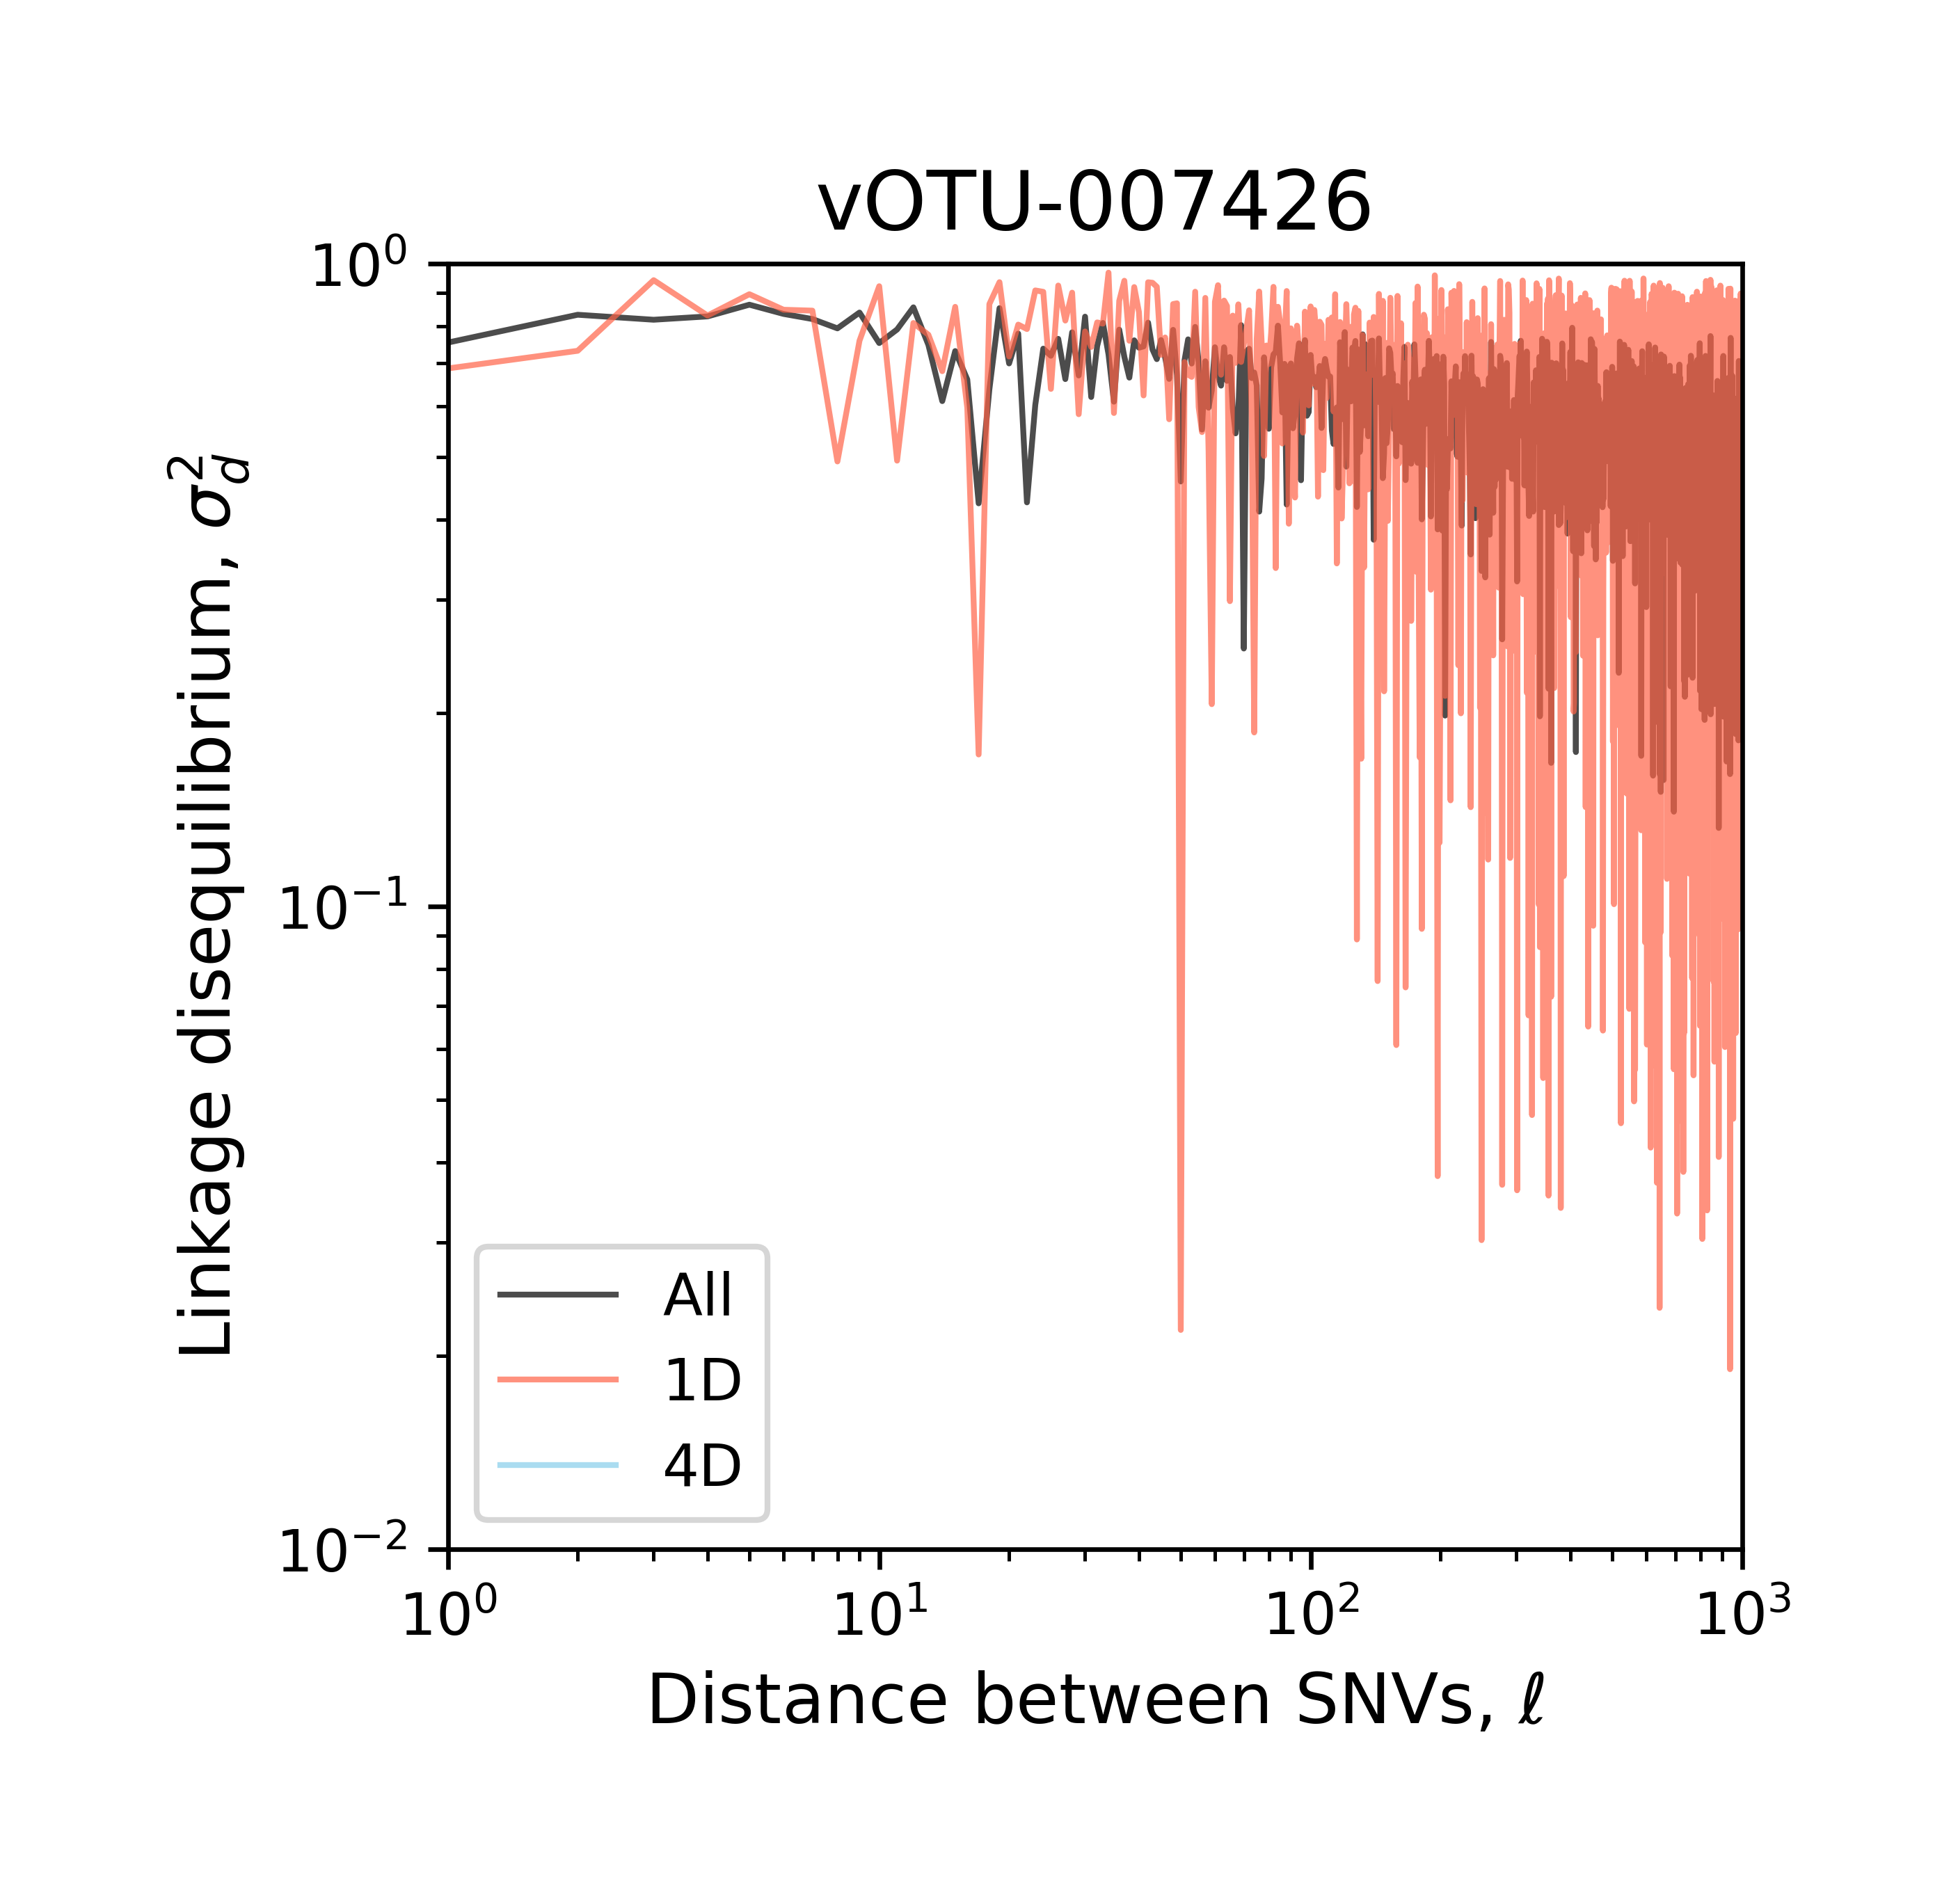 vOTU-007426
Linkage disequilibrium, σ_d^2
10^0
10^-1
10^-2
All
1D
4D
10^0 10^1 10^2 10^3
Distance between SNVs, ℓ